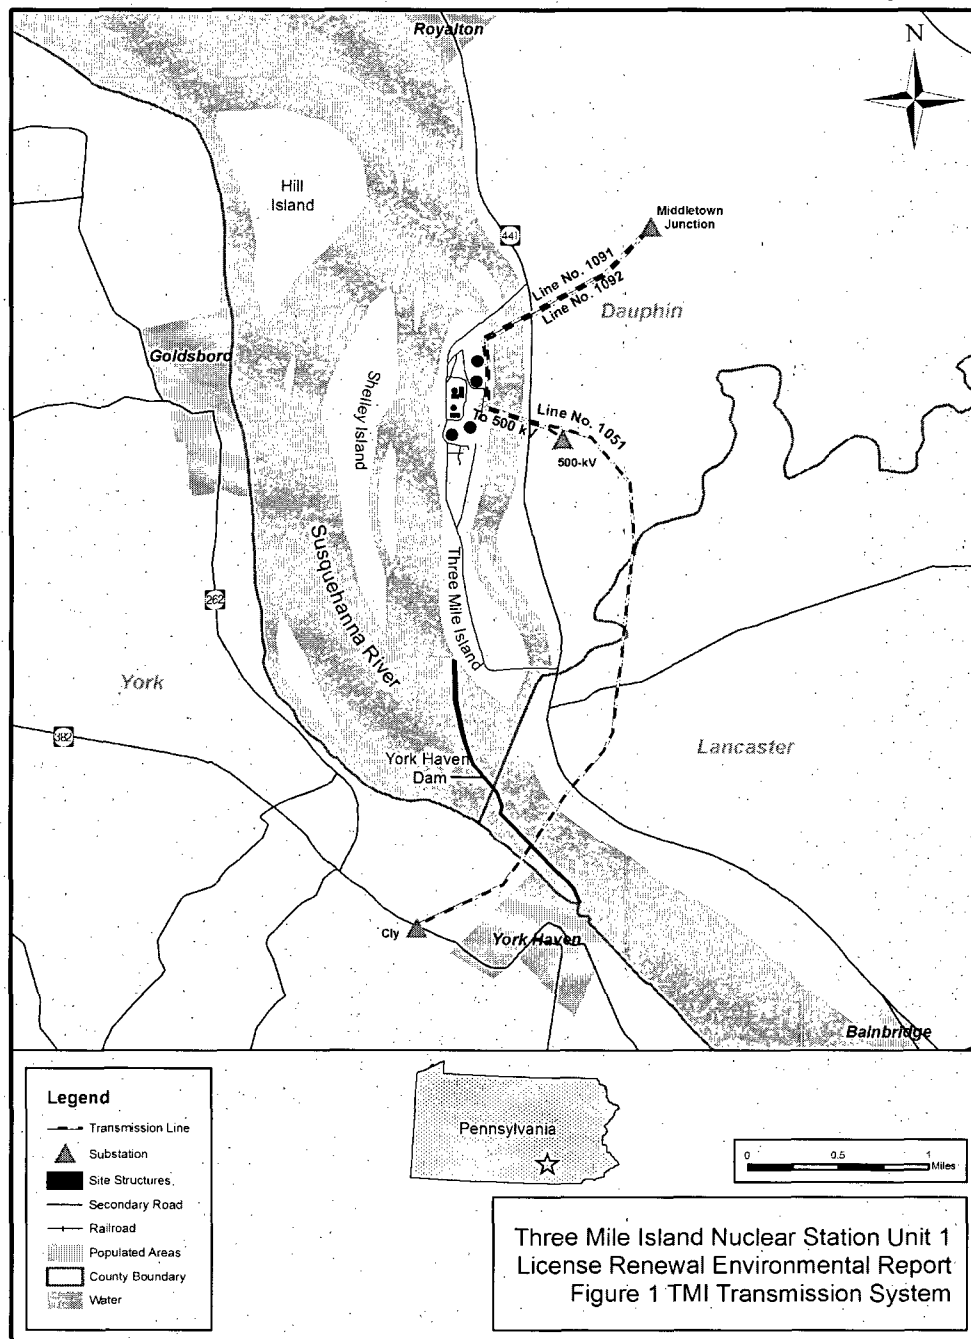 Royalton
N
Hill
Island
Middletown
Junction
441
Line No. 1091
Line No. 1092
Dauphin
Goldsboro
Shelley Island
To 500 kV
Line No. 1051
500-kV
Susquehanna River
Three Mile Island
262
York
382
Lancaster
York Haven
Dam
Cly
York Haven
Bainbridge
Legend
Transmission Line
Substation
Site Structures
Secondary Road
Railroad
Populated Areas
County Boundary
Water
Pennsylvania
0 0.5 1
Miles
Three Mile Island Nuclear Station Unit 1
License Renewal Environmental Report
Figure 1 TMI Transmission System